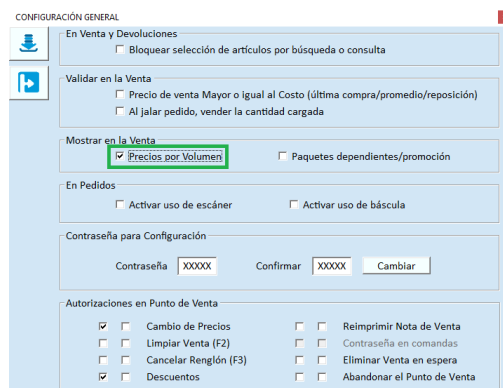 CONFIGURACIÓN GENERAL
En Venta y Devoluciones
Bloquear selección de artículos por búsqueda o consulta
Validar en la Venta
Precio de venta Mayor o igual al Costo (última compra/promedio/reposición)
Al jalar pedido, vender la cantidad cargada
Mostrar en la Venta
Precios por Volumen Paquetes dependientes/promoción
En Pedidos
Activar uso de escáner Activar uso de báscula
Contraseña para Configuración
Contraseña XXXXX Confirmar XXXXX Cambiar
Autorizaciones en Punto de Venta
Cambio de Precios Reimprimir Nota de Venta
Limpiar Venta (F2) Contraseña en comandas
Cancelar Renglón (F3) Eliminar Venta en espera
Descuentos Abandonar el Punto de Venta